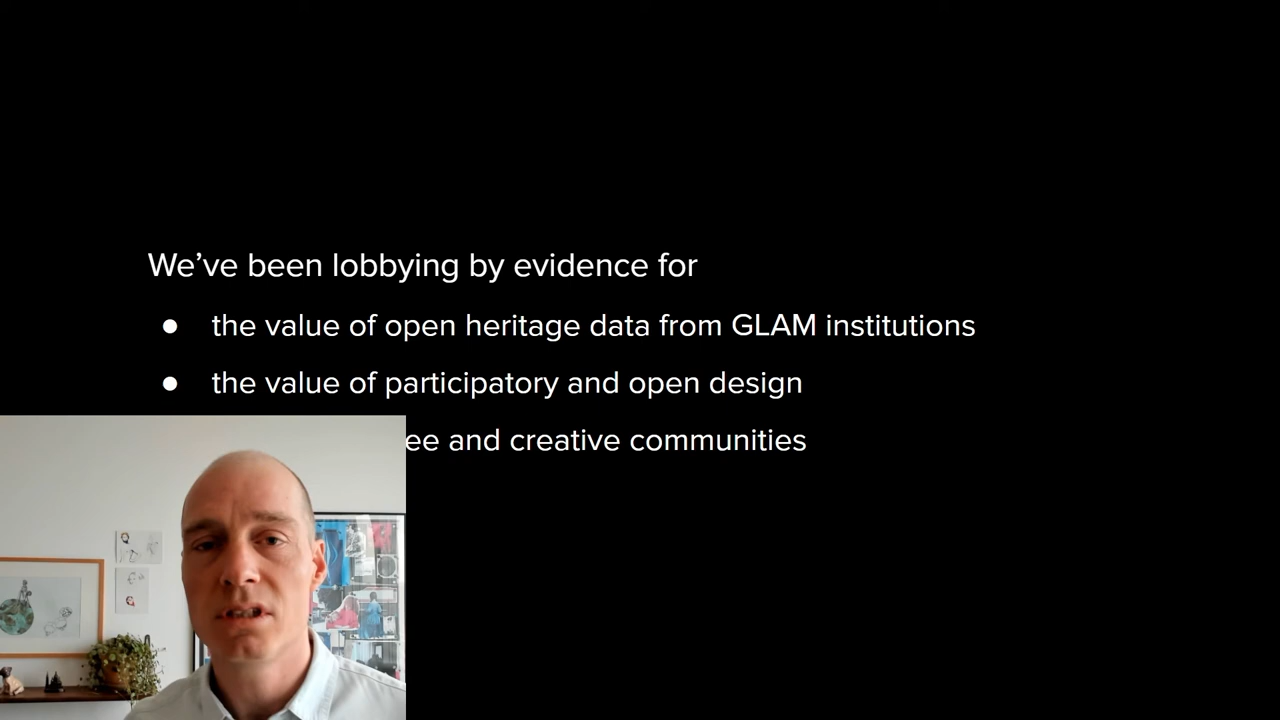 We’ve been lobbying by evidence for
● the value of open heritage data from GLAM institutions
● the value of participatory and open design
and creative communities